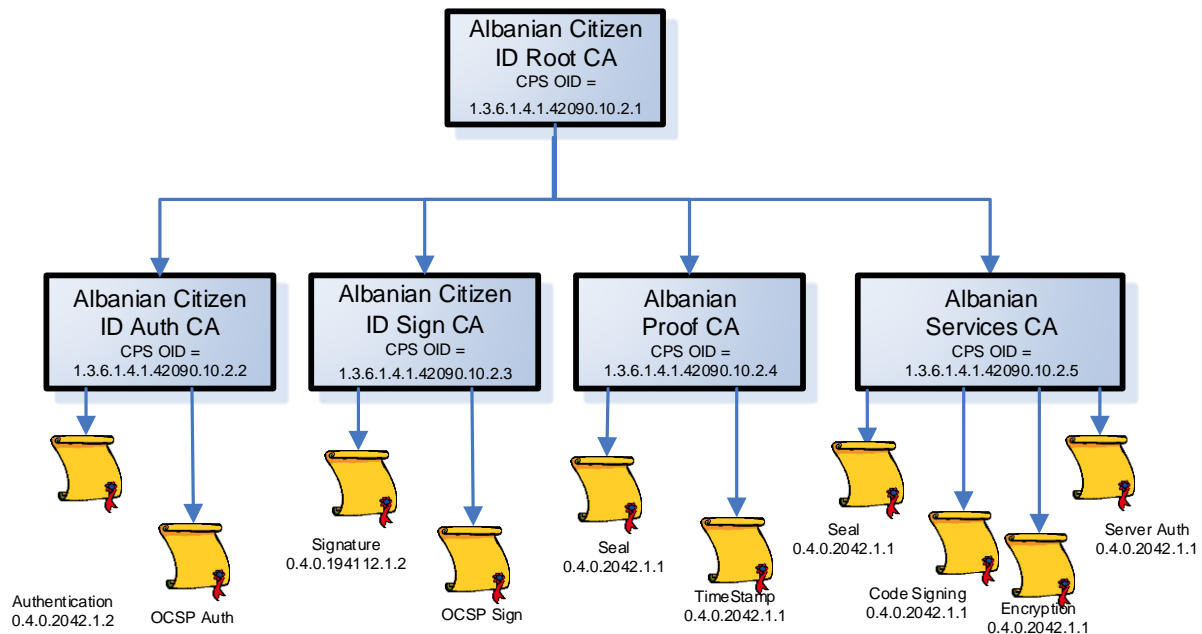 Albanian Citizen
ID Root CA
CPS OID =
1.3.6.1.4.1.42090.10.2.1
Albanian Citizen
ID Auth CA
CPS OID =
1.3.6.1.4.1.42090.10.2.2
Albanian Citizen
ID Sign CA
CPS OID =
1.3.6.1.4.1.42090.10.2.3
Albanian
Proof CA
CPS OID =
1.3.6.1.4.1.42090.10.2.4
Albanian
Services CA
CPS OID =
1.3.6.1.4.1.42090.10.2.5
Authentication
0.4.0.2042.1.2
OCSP Auth
Signature
0.4.0.194112.1.2
OCSP Sign
Seal
0.4.0.2042.1.1
TimeStamp
0.4.0.2042.1.1
Seal
0.4.0.2042.1.1
Code Signing
0.4.0.2042.1.1
Encryption
0.4.0.2042.1.1
Server Auth
0.4.0.2042.1.1